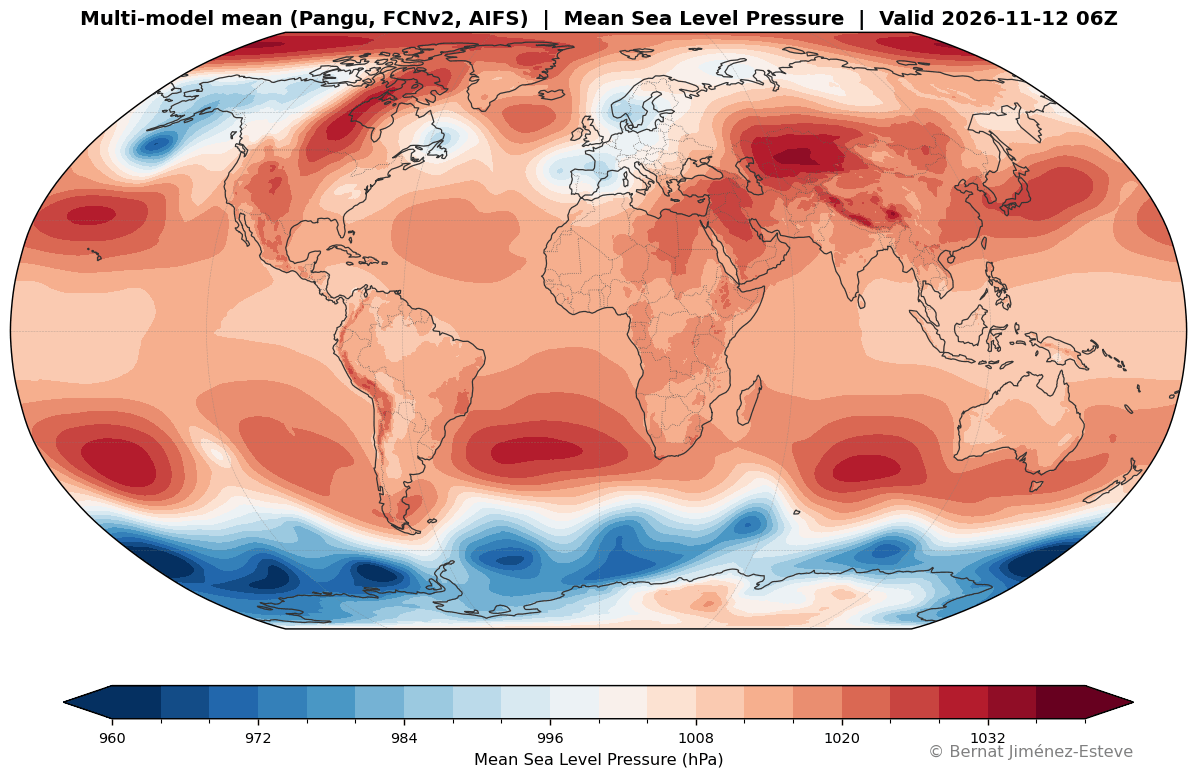 Multi-model mean (Pangu, FCNv2, AIFS)  |  Mean Sea Level Pressure  |  Valid 2026-11-12 06Z
960 972 984 996 1008 1020 1032
Mean Sea Level Pressure (hPa)
© Bernat Jiménez-Esteve